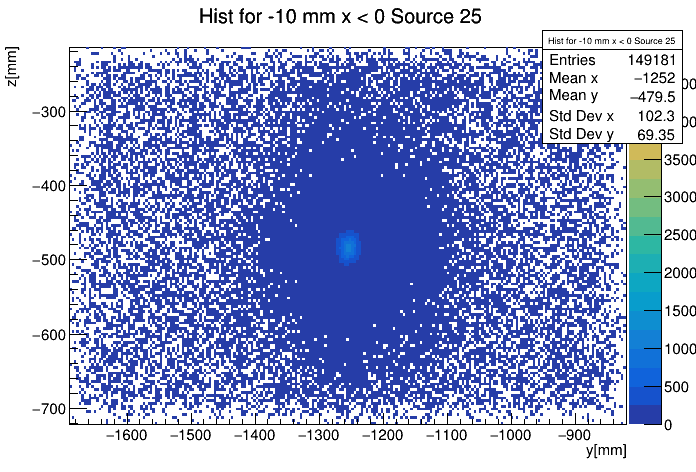 Hist for -10 mm x < 0 Source 25
Hist for -10 mm x < 0 Source 25
Entries 149181
Mean x −1252
Mean y −479.5
Std Dev x 102.3
Std Dev y 69.35
z[mm]
−300
−400
−500
−600
−700
3500
3000
2500
2000
1500
1000
500
0
−1600 −1500 −1400 −1300 −1200 −1100 −1000 −900
y[mm]